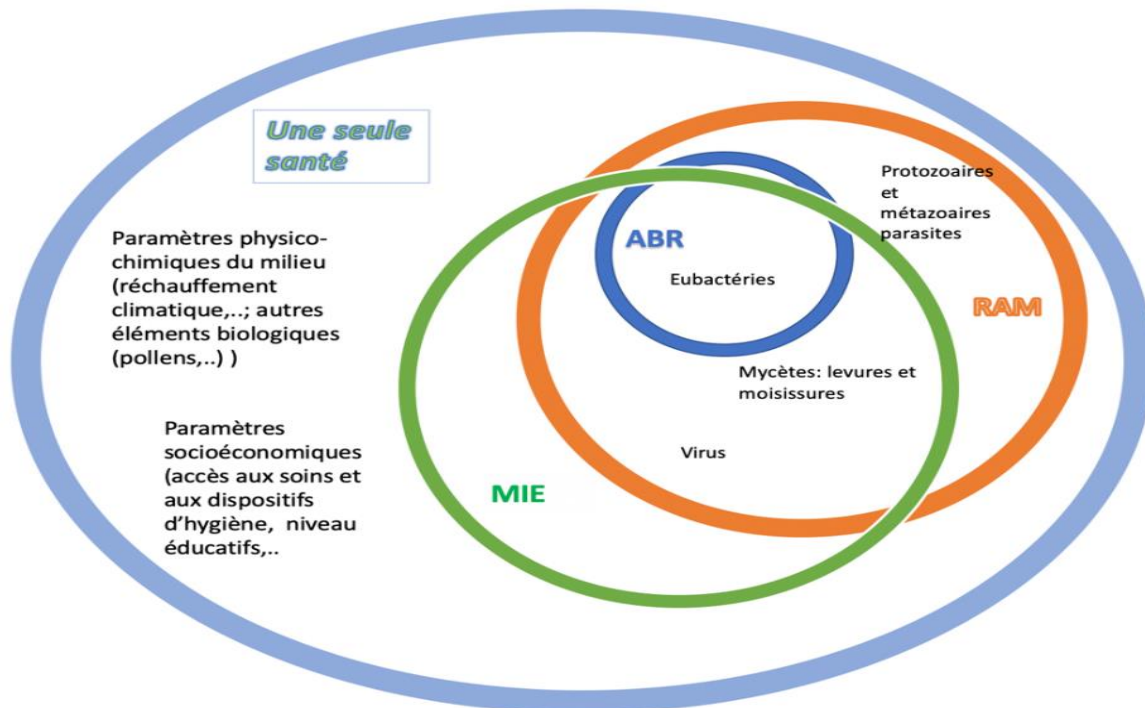 Une seule
santé
Protozoaires
et
métazoaires
parasites
Paramètres physico-
chimiques du milieu
(réchauffement
climatique,..; autres
éléments biologiques
(pollens,..) )
ABR
Eubactéries
RAM
Mycètes: levures et
moisissures
Paramètres
socioéconomiques
(accès aux soins et
aux dispositifs
d'hygiène, niveau
éducatifs,..
Virus
MIE